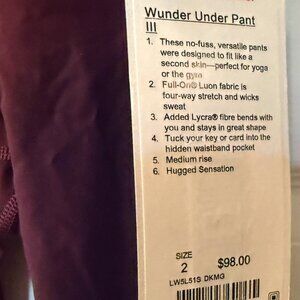 Wunder Under Pant
III
1. These no-fuss, versatile pants
were designed to fit like a
second skin—perfect for yoga
or the gym
2. Full-On® Luon fabric is
four-way stretch and wicks
sweat
3. Added Lycra® fibre bends with
you and stays in great shape
4. Tuck your key or card into the
hidden waistband pocket
5. Medium rise
6. Hugged Sensation
SIZE
2
$98.00
LW5L51S DKMG